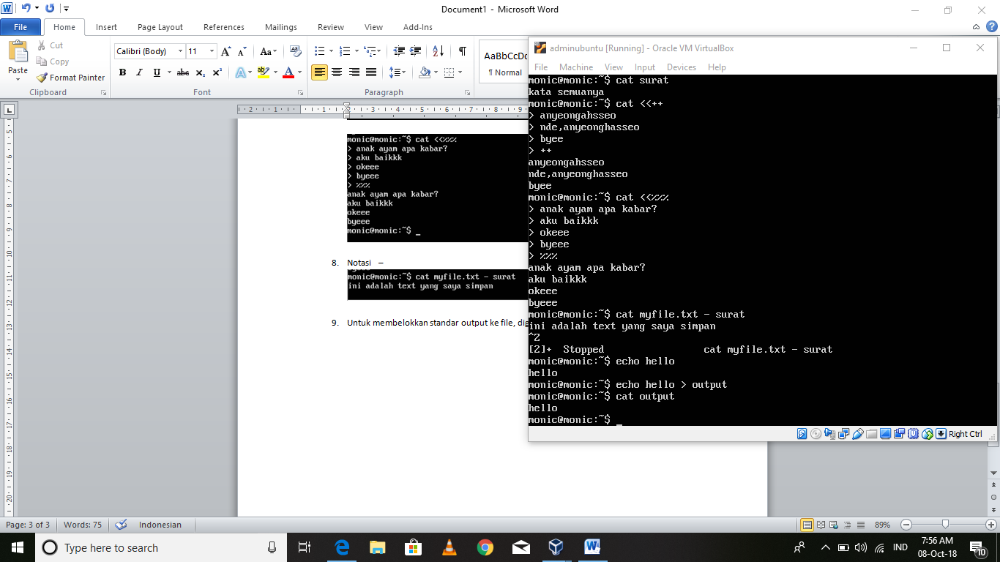 Document1 - Microsoft Word
File Home Insert Page Layout References Mailings Review View Add-Ins
Paste
Cut
Copy
Format Painter
Clipboard
Calibri (Body) 11
Font
Paragraph
AaBbCcDc
¶ Normal
monic@monic:~$ cat <<%%%
> anak ayam apa kabar?
> aku baikkk
> okeee
> byeee
> %%%
anak ayam apa kabar?
aku baikkk
okeee
byeee
monic@monic:~$ _
8. Notasi –
monic@monic:~$ cat myfile.txt - surat
ini adalah text yang saya simpan
9. Untuk membelokkan standar output ke file, dig
adminubuntu [Running] - Oracle VM VirtualBox
File Machine View Input Devices Help
monic@monic:~$ cat surat
kata semuanya
monic@monic:~$ cat <<++
> anyeongahsseo
> nde,anyeonghasseo
> byee
> ++
anyeongahsseo
nde,anyeonghasseo
byee
monic@monic:~$ cat <<%%%
> anak ayam apa kabar?
> aku baikkk
> okeee
> byeee
> %%%
anak ayam apa kabar?
aku baikkk
okeee
byeee
monic@monic:~$ cat myfile.txt - surat
ini adalah text yang saya simpan
^Z
[2]+ Stopped cat myfile.txt - surat
monic@monic:~$ echo hello
hello
monic@monic:~$ echo hello > output
monic@monic:~$ cat output
hello
monic@monic:~$ _
Right Ctrl
Page: 3 of 3 Words: 75 Indonesian 89%
Type here to search
IND
7:56 AM
08-Oct-18
10